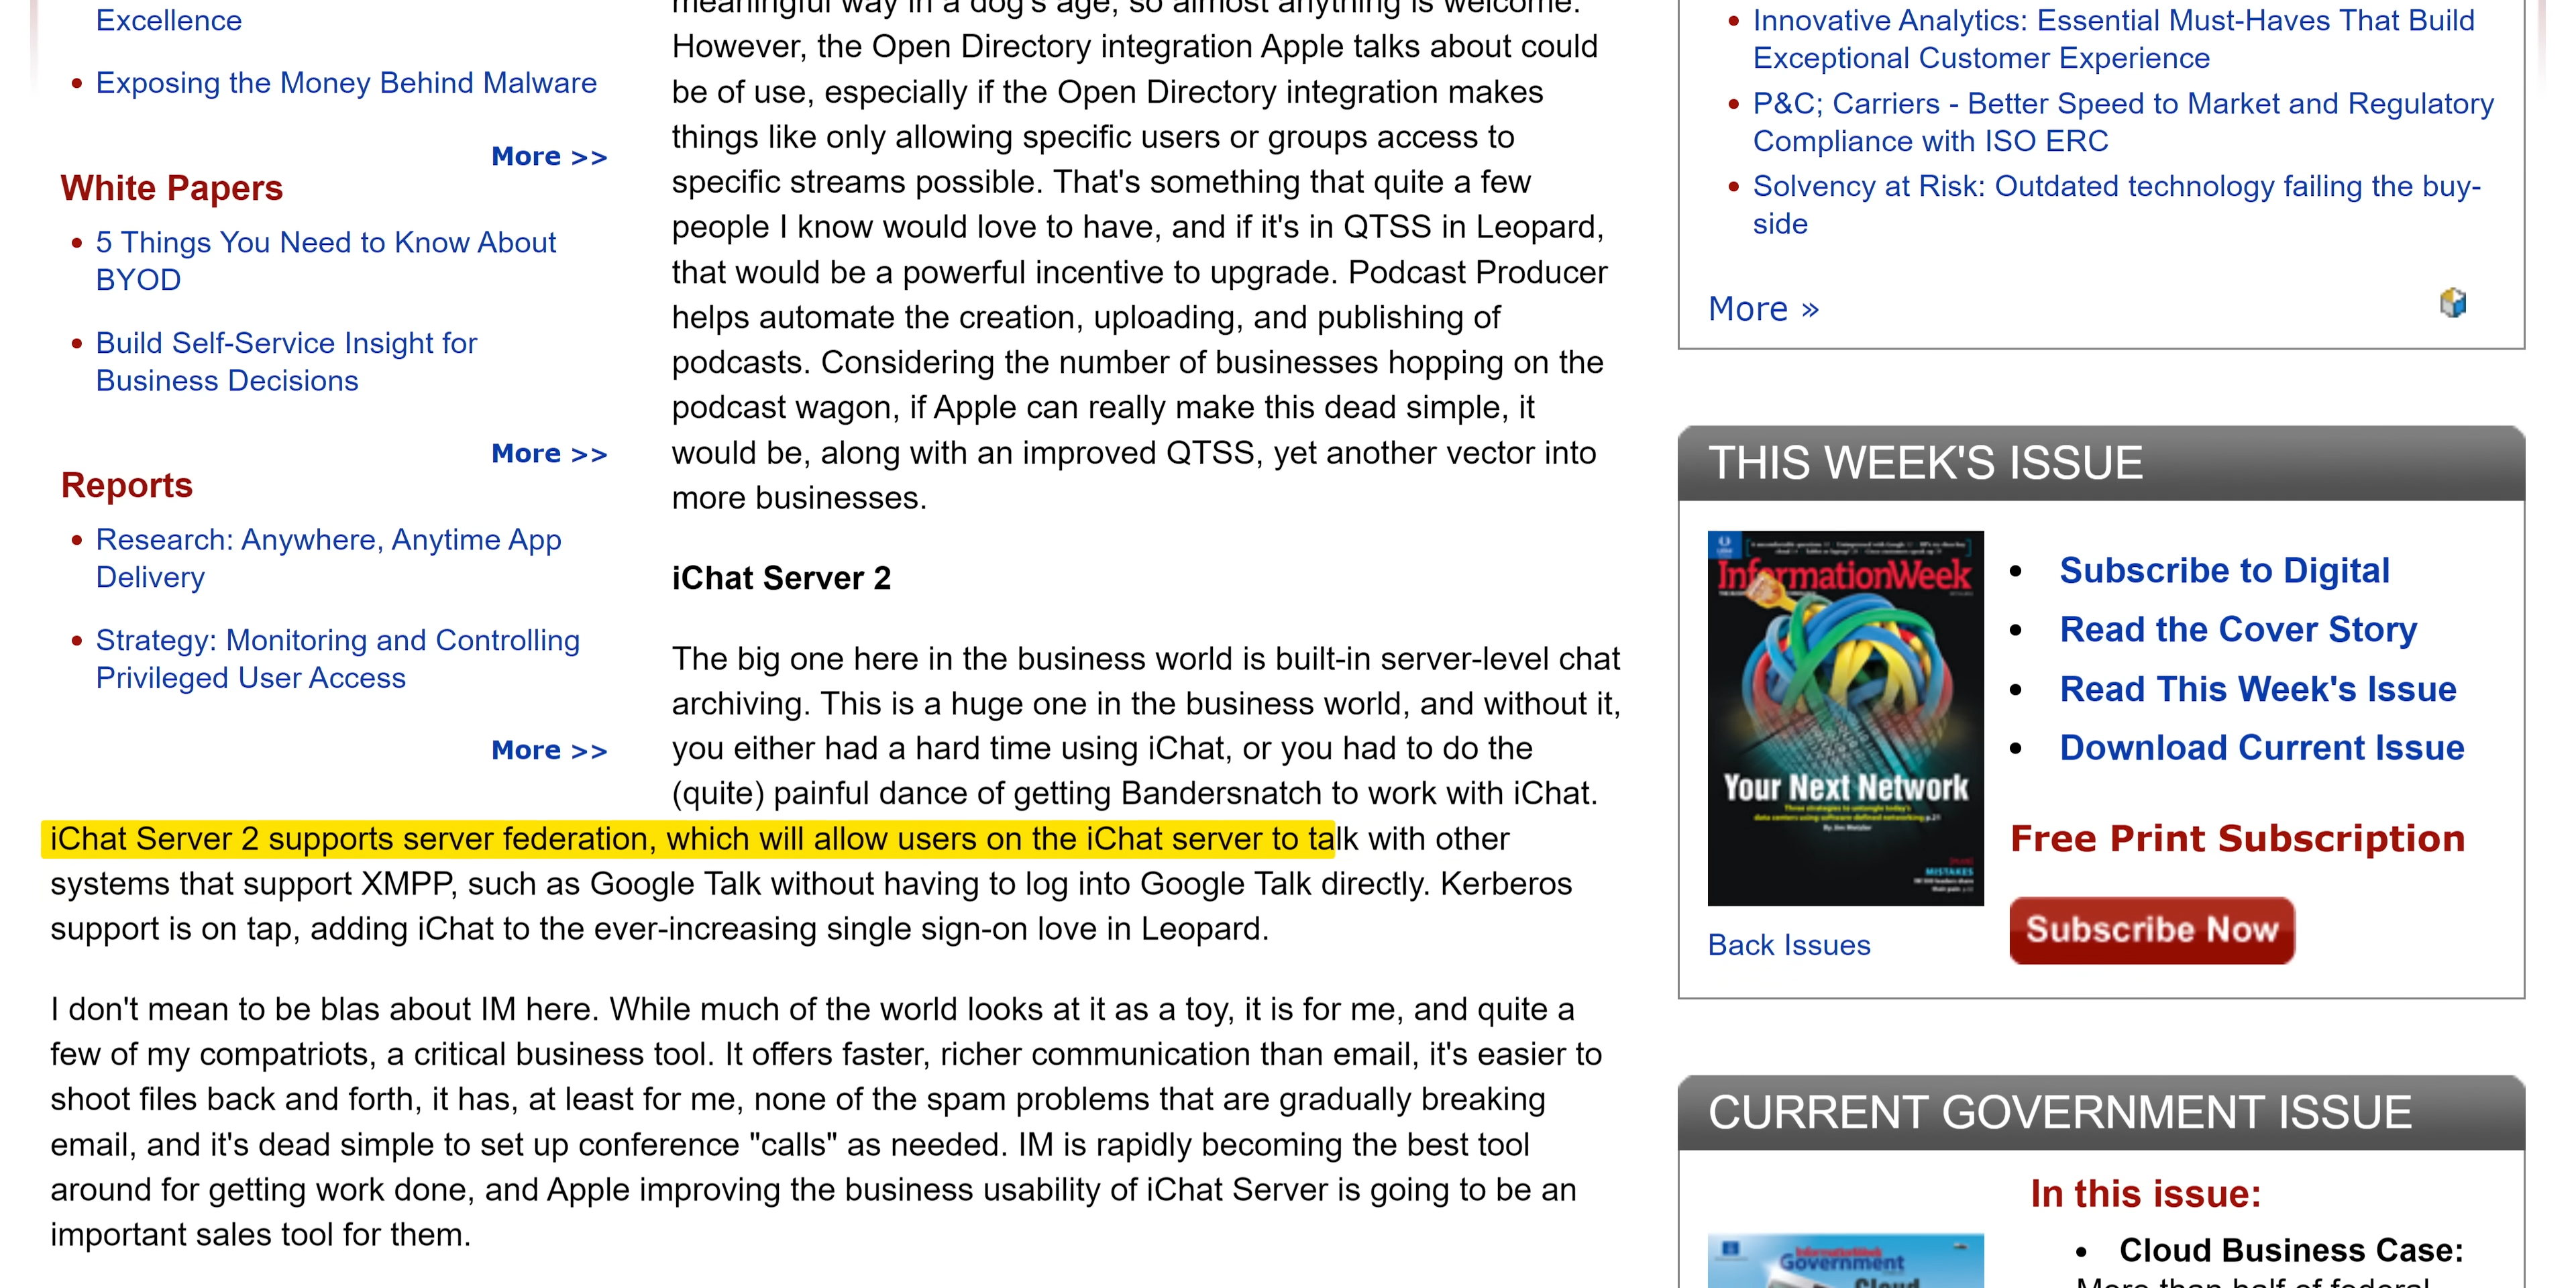 Excellence
Exposing the Money Behind Malware
More >>
White Papers
5 Things You Need to Know About
BYOD
Build Self-Service Insight for
Business Decisions
More >>
Reports
Research: Anywhere, Anytime App
Delivery
Strategy: Monitoring and Controlling
Privileged User Access
More >>
meaningful way in a dog's age, so almost anything is welcome.
However, the Open Directory integration Apple talks about could
be of use, especially if the Open Directory integration makes
things like only allowing specific users or groups access to
specific streams possible. That's something that quite a few
people I know would love to have, and if it's in QTSS in Leopard,
that would be a powerful incentive to upgrade. Podcast Producer
helps automate the creation, uploading, and publishing of
podcasts. Considering the number of businesses hopping on the
podcast wagon, if Apple can really make this dead simple, it
would be, along with an improved QTSS, yet another vector into
more businesses.
iChat Server 2
The big one here in the business world is built-in server-level chat
archiving. This is a huge one in the business world, and without it,
you either had a hard time using iChat, or you had to do the
(quite) painful dance of getting Bandersnatch to work with iChat.
iChat Server 2 supports server federation, which will allow users on the iChat server to talk with other
systems that support XMPP, such as Google Talk without having to log into Google Talk directly. Kerberos
support is on tap, adding iChat to the ever-increasing single sign-on love in Leopard.
I don't mean to be blas about IM here. While much of the world looks at it as a toy, it is for me, and quite a
few of my compatriots, a critical business tool. It offers faster, richer communication than email, it's easier to
shoot files back and forth, it has, at least for me, none of the spam problems that are gradually breaking
email, and it's dead simple to set up conference "calls" as needed. IM is rapidly becoming the best tool
around for getting work done, and Apple improving the business usability of iChat Server is going to be an
important sales tool for them.
Innovative Analytics: Essential Must-Haves That Build
Exceptional Customer Experience
P&C; Carriers - Better Speed to Market and Regulatory
Compliance with ISO ERC
Solvency at Risk: Outdated technology failing the buy-
side
More »
THIS WEEK'S ISSUE
InformationWeek
Your Next Network
MISTAKES
Subscribe to Digital
Read the Cover Story
Read This Week's Issue
Download Current Issue
Free Print Subscription
Subscribe Now
Back Issues
CURRENT GOVERNMENT ISSUE
InformationWeek
Government
Cloud
In this issue:
Cloud Business Case:
More than half of federal